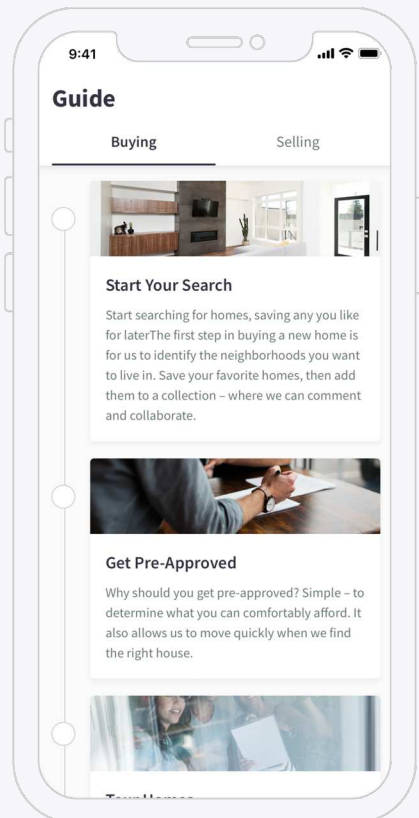 9:41
Guide
Buying
Selling
Start Your Search
Start searching for homes, saving any you like
for laterThe first step in buying a new home is
for us to identify the neighborhoods you want
to live in. Save your favorite homes, then add
them to a collection – where we can comment
and collaborate.
Get Pre-Approved
Why should you get pre-approved? Simple – to
determine what you can comfortably afford. It
also allows us to move quickly when we find
the right house.
Tour Homes